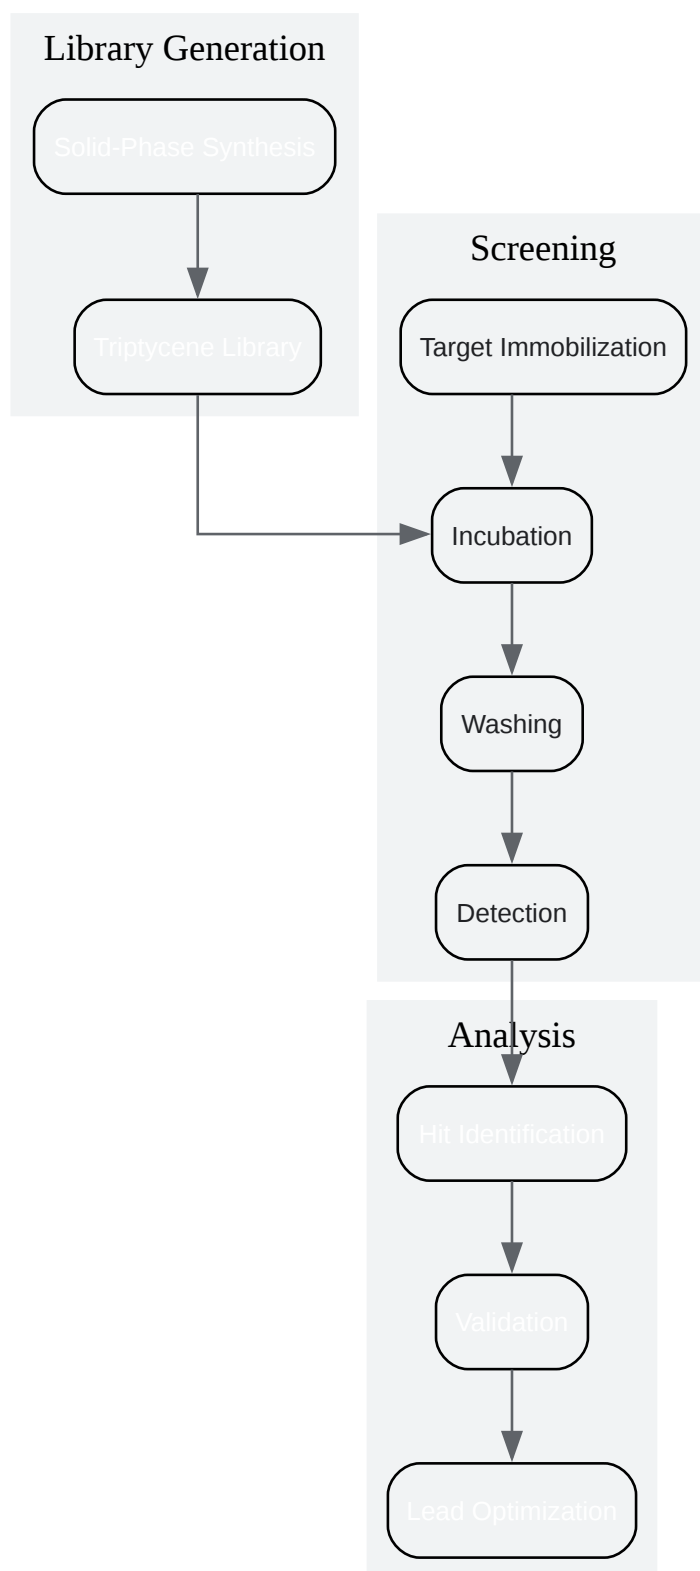 Library Generation
Solid-Phase Synthesis
Triptycene Library
Screening
Target Immobilization
Incubation
Washing
Detection
Analysis
Hit Identification
Validation
Lead Optimization